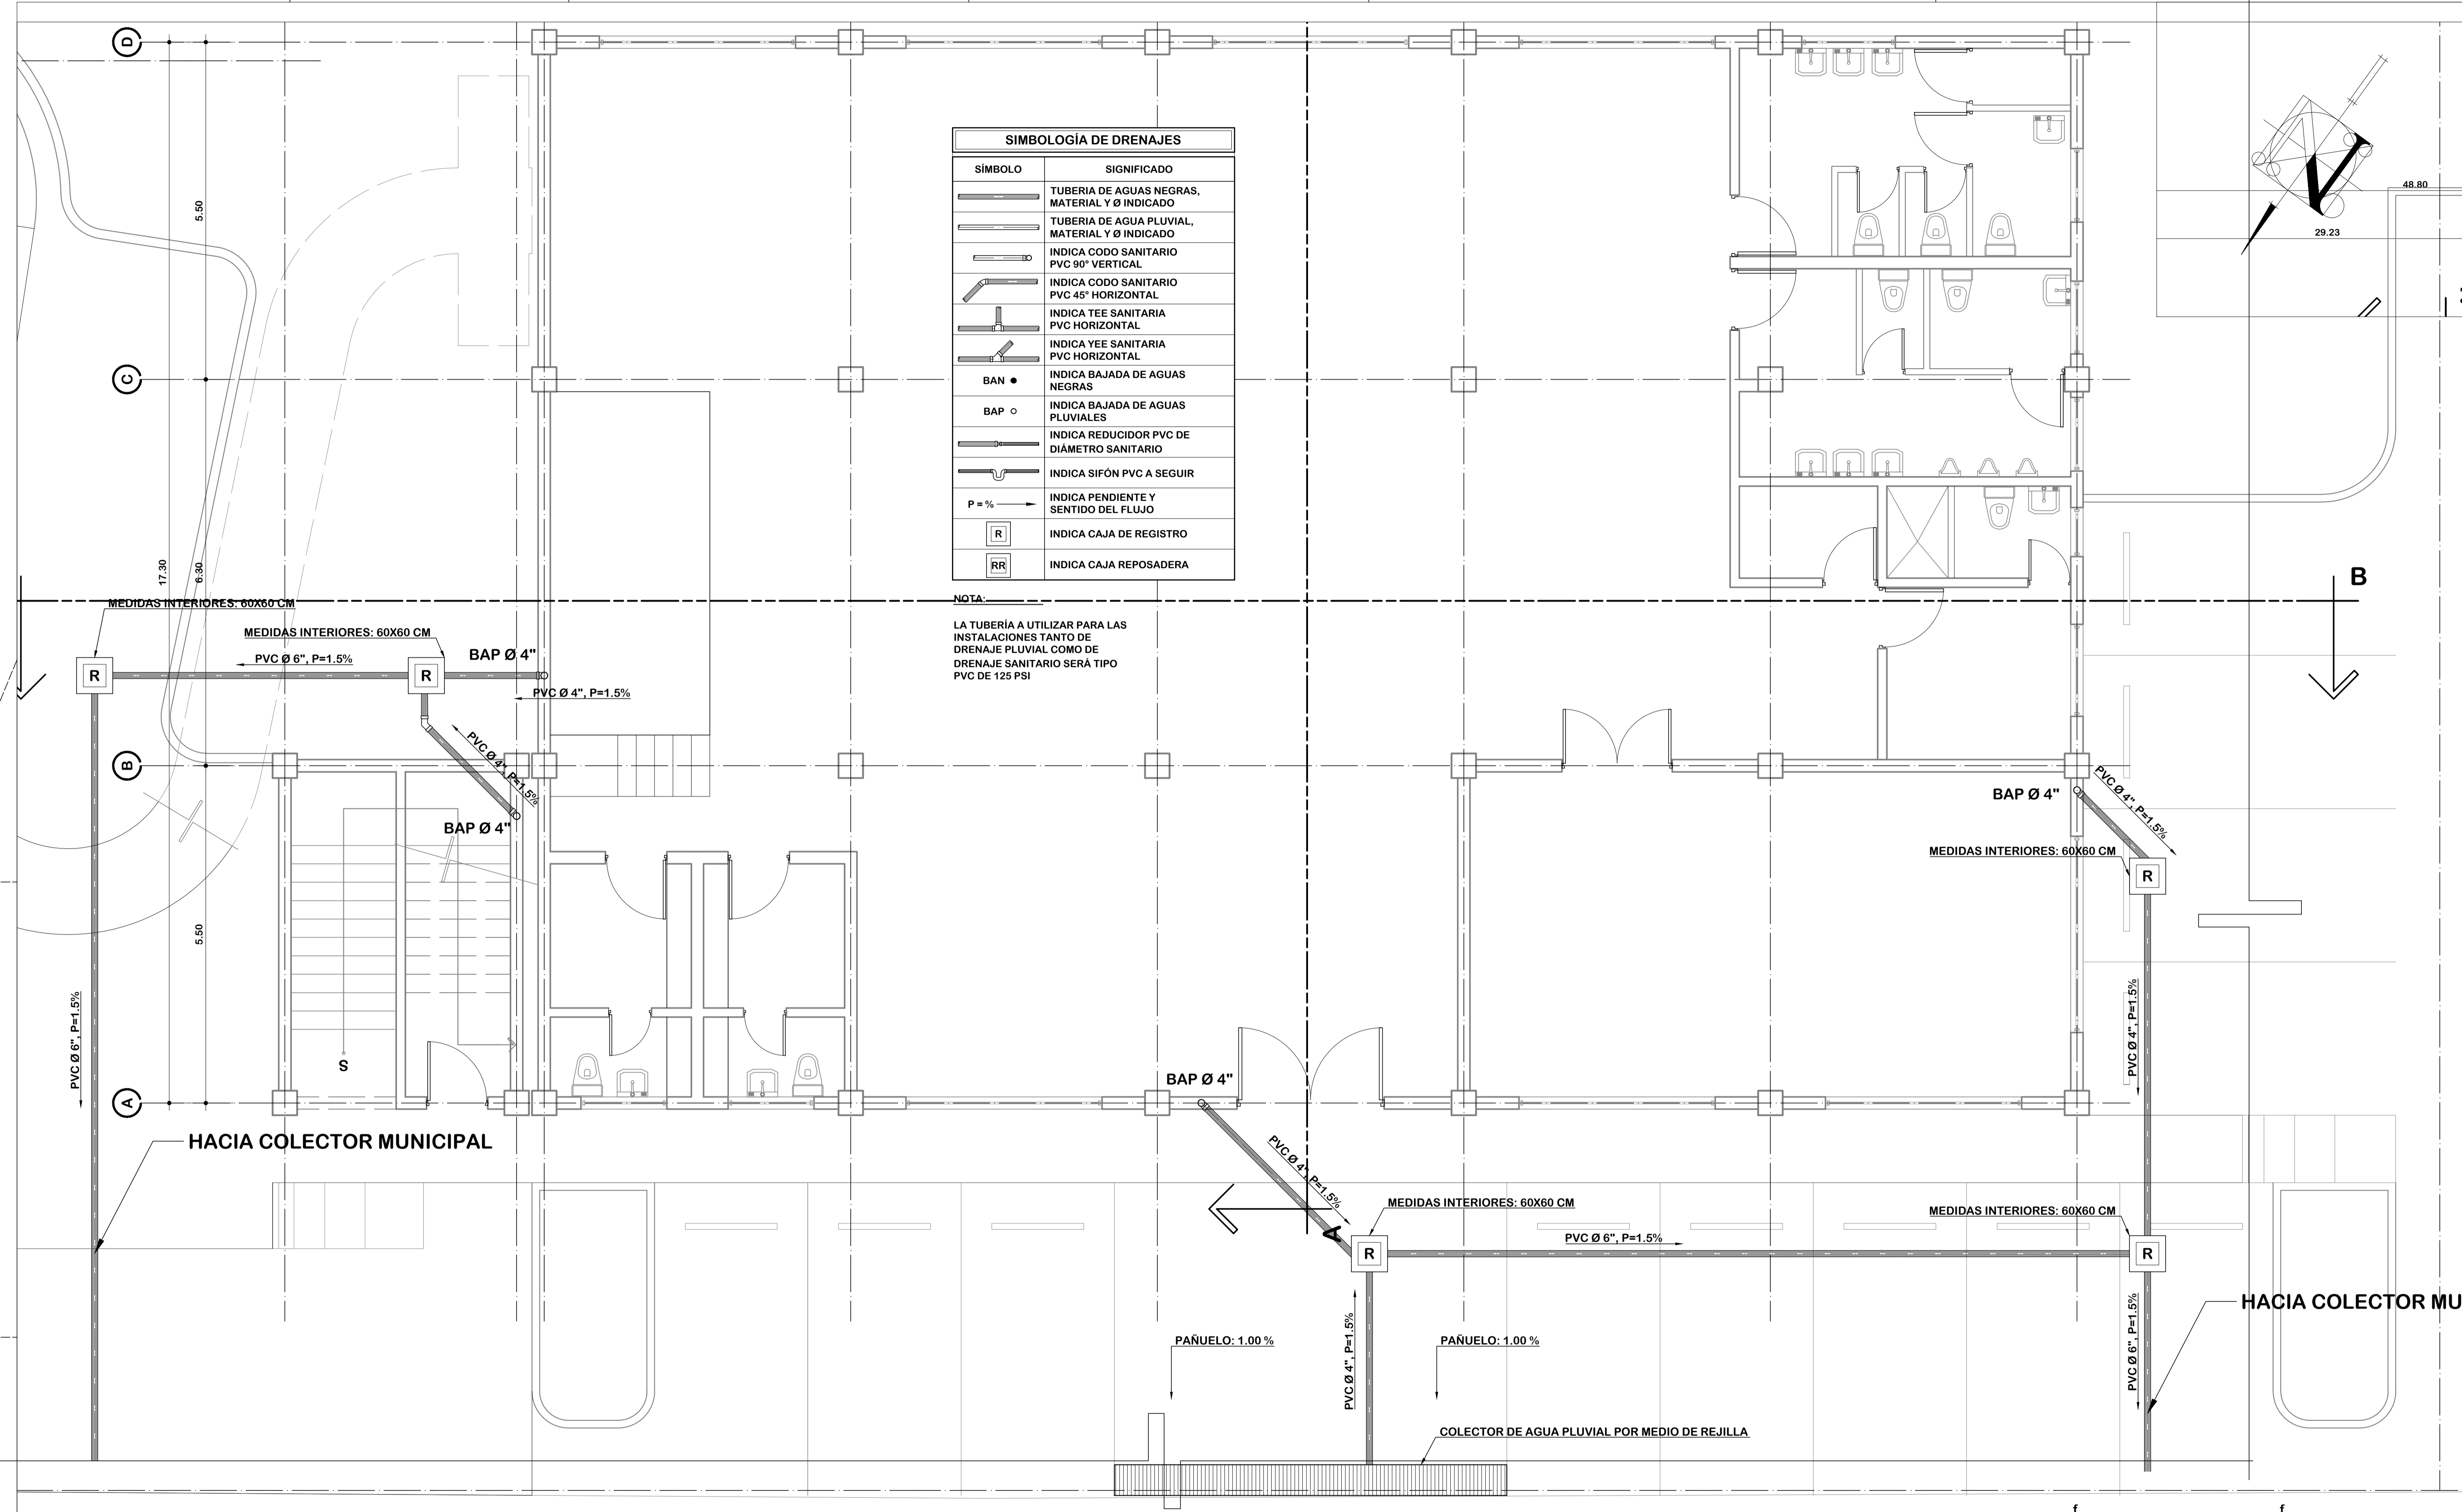 D
C
B
A
5.50
17.30
6.30
5.50
48.80
29.23
N
SIMBOLOGÍA DE DRENAJES
SÍMBOLO SIGNIFICADO
TUBERIA DE AGUAS NEGRAS,
MATERIAL Y Ø INDICADO
TUBERIA DE AGUA PLUVIAL,
MATERIAL Y Ø INDICADO
INDICA CODO SANITARIO
PVC 90° VERTICAL
INDICA CODO SANITARIO
PVC 45° HORIZONTAL
INDICA TEE SANITARIA
PVC HORIZONTAL
INDICA YEE SANITARIA
PVC HORIZONTAL
BAN INDICA BAJADA DE AGUAS
NEGRAS
BAP INDICA BAJADA DE AGUAS
PLUVIALES
INDICA REDUCIDOR PVC DE
DIÁMETRO SANITARIO
INDICA SIFÓN PVC A SEGUIR
P = % INDICA PENDIENTE Y
SENTIDO DEL FLUJO
R INDICA CAJA DE REGISTRO
RR INDICA CAJA REPOSADERA
NOTA:
LA TUBERÍA A UTILIZAR PARA LAS
INSTALACIONES TANTO DE
DRENAJE PLUVIAL COMO DE
DRENAJE SANITARIO SERÁ TIPO
PVC DE 125 PSI
B
MEDIDAS INTERIORES: 60X60 CM
MEDIDAS INTERIORES: 60X60 CM
BAP Ø 4"
PVC Ø 6", P=1.5%
R
R
PVC Ø 4", P=1.5%
PVC Ø 4", P=1.5%
BAP Ø 4"
BAP Ø 4"
PVC Ø 4", P=1.5%
MEDIDAS INTERIORES: 60X60 CM
R
PVC Ø 6", P=1.5%
S
PVC Ø 4", P=1.5%
BAP Ø 4"
HACIA COLECTOR MUNICIPAL
PVC Ø 4", P=1.5%
A
MEDIDAS INTERIORES: 60X60 CM
MEDIDAS INTERIORES: 60X60 CM
R
PVC Ø 6", P=1.5%
R
HACIA COLECTOR MU
PAÑUELO: 1.00 %
PVC Ø 4", P=1.5%
PAÑUELO: 1.00 %
PVC Ø 6", P=1.5%
COLECTOR DE AGUA PLUVIAL POR MEDIO DE REJILLA